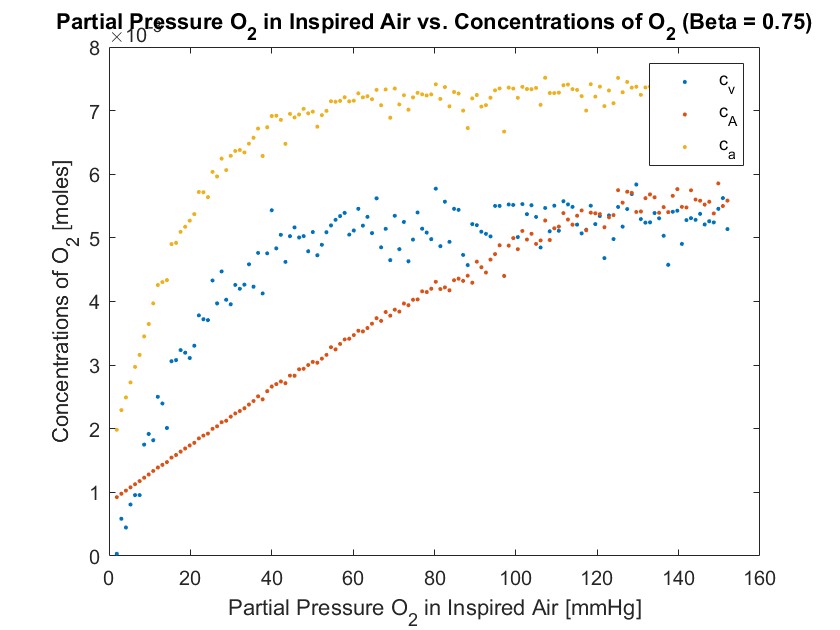 Partial Pressure O2 in Inspired Air vs. Concentrations of O2 (Beta = 0.75)
8
7
6
5
4
3
2
1
0
Concentrations of O2 [moles]
cv
cA
ca
0 20 40 60 80 100 120 140 160
Partial Pressure O2 in Inspired Air [mmHg]